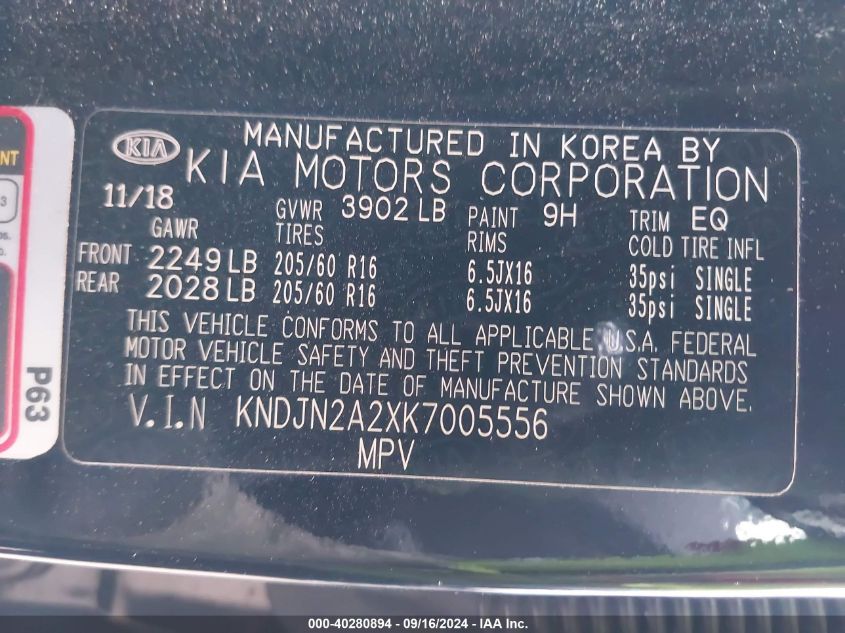 KIA
MANUFACTURED IN KOREA BY
KIA MOTORS CORPORATION
11/18 GVWR 3902 LB PAINT 9H TRIM EQ
GAWR TIRES RIMS COLD TIRE INFL
FRONT 2249 LB 205/60 R16 6.5JX16 35psi SINGLE
REAR 2028 LB 205/60 R16 6.5JX16 35psi SINGLE
THIS VEHICLE CONFORMS TO ALL APPLICABLE U.S.A. FEDERAL
MOTOR VEHICLE SAFETY AND THEFT PREVENTION STANDARDS
IN EFFECT ON THE DATE OF MANUFACTURE SHOWN ABOVE.
V.I.N KNDJN2A2XK7005556
MPV
P63
000-40280894 - 09/16/2024 - IAA Inc.